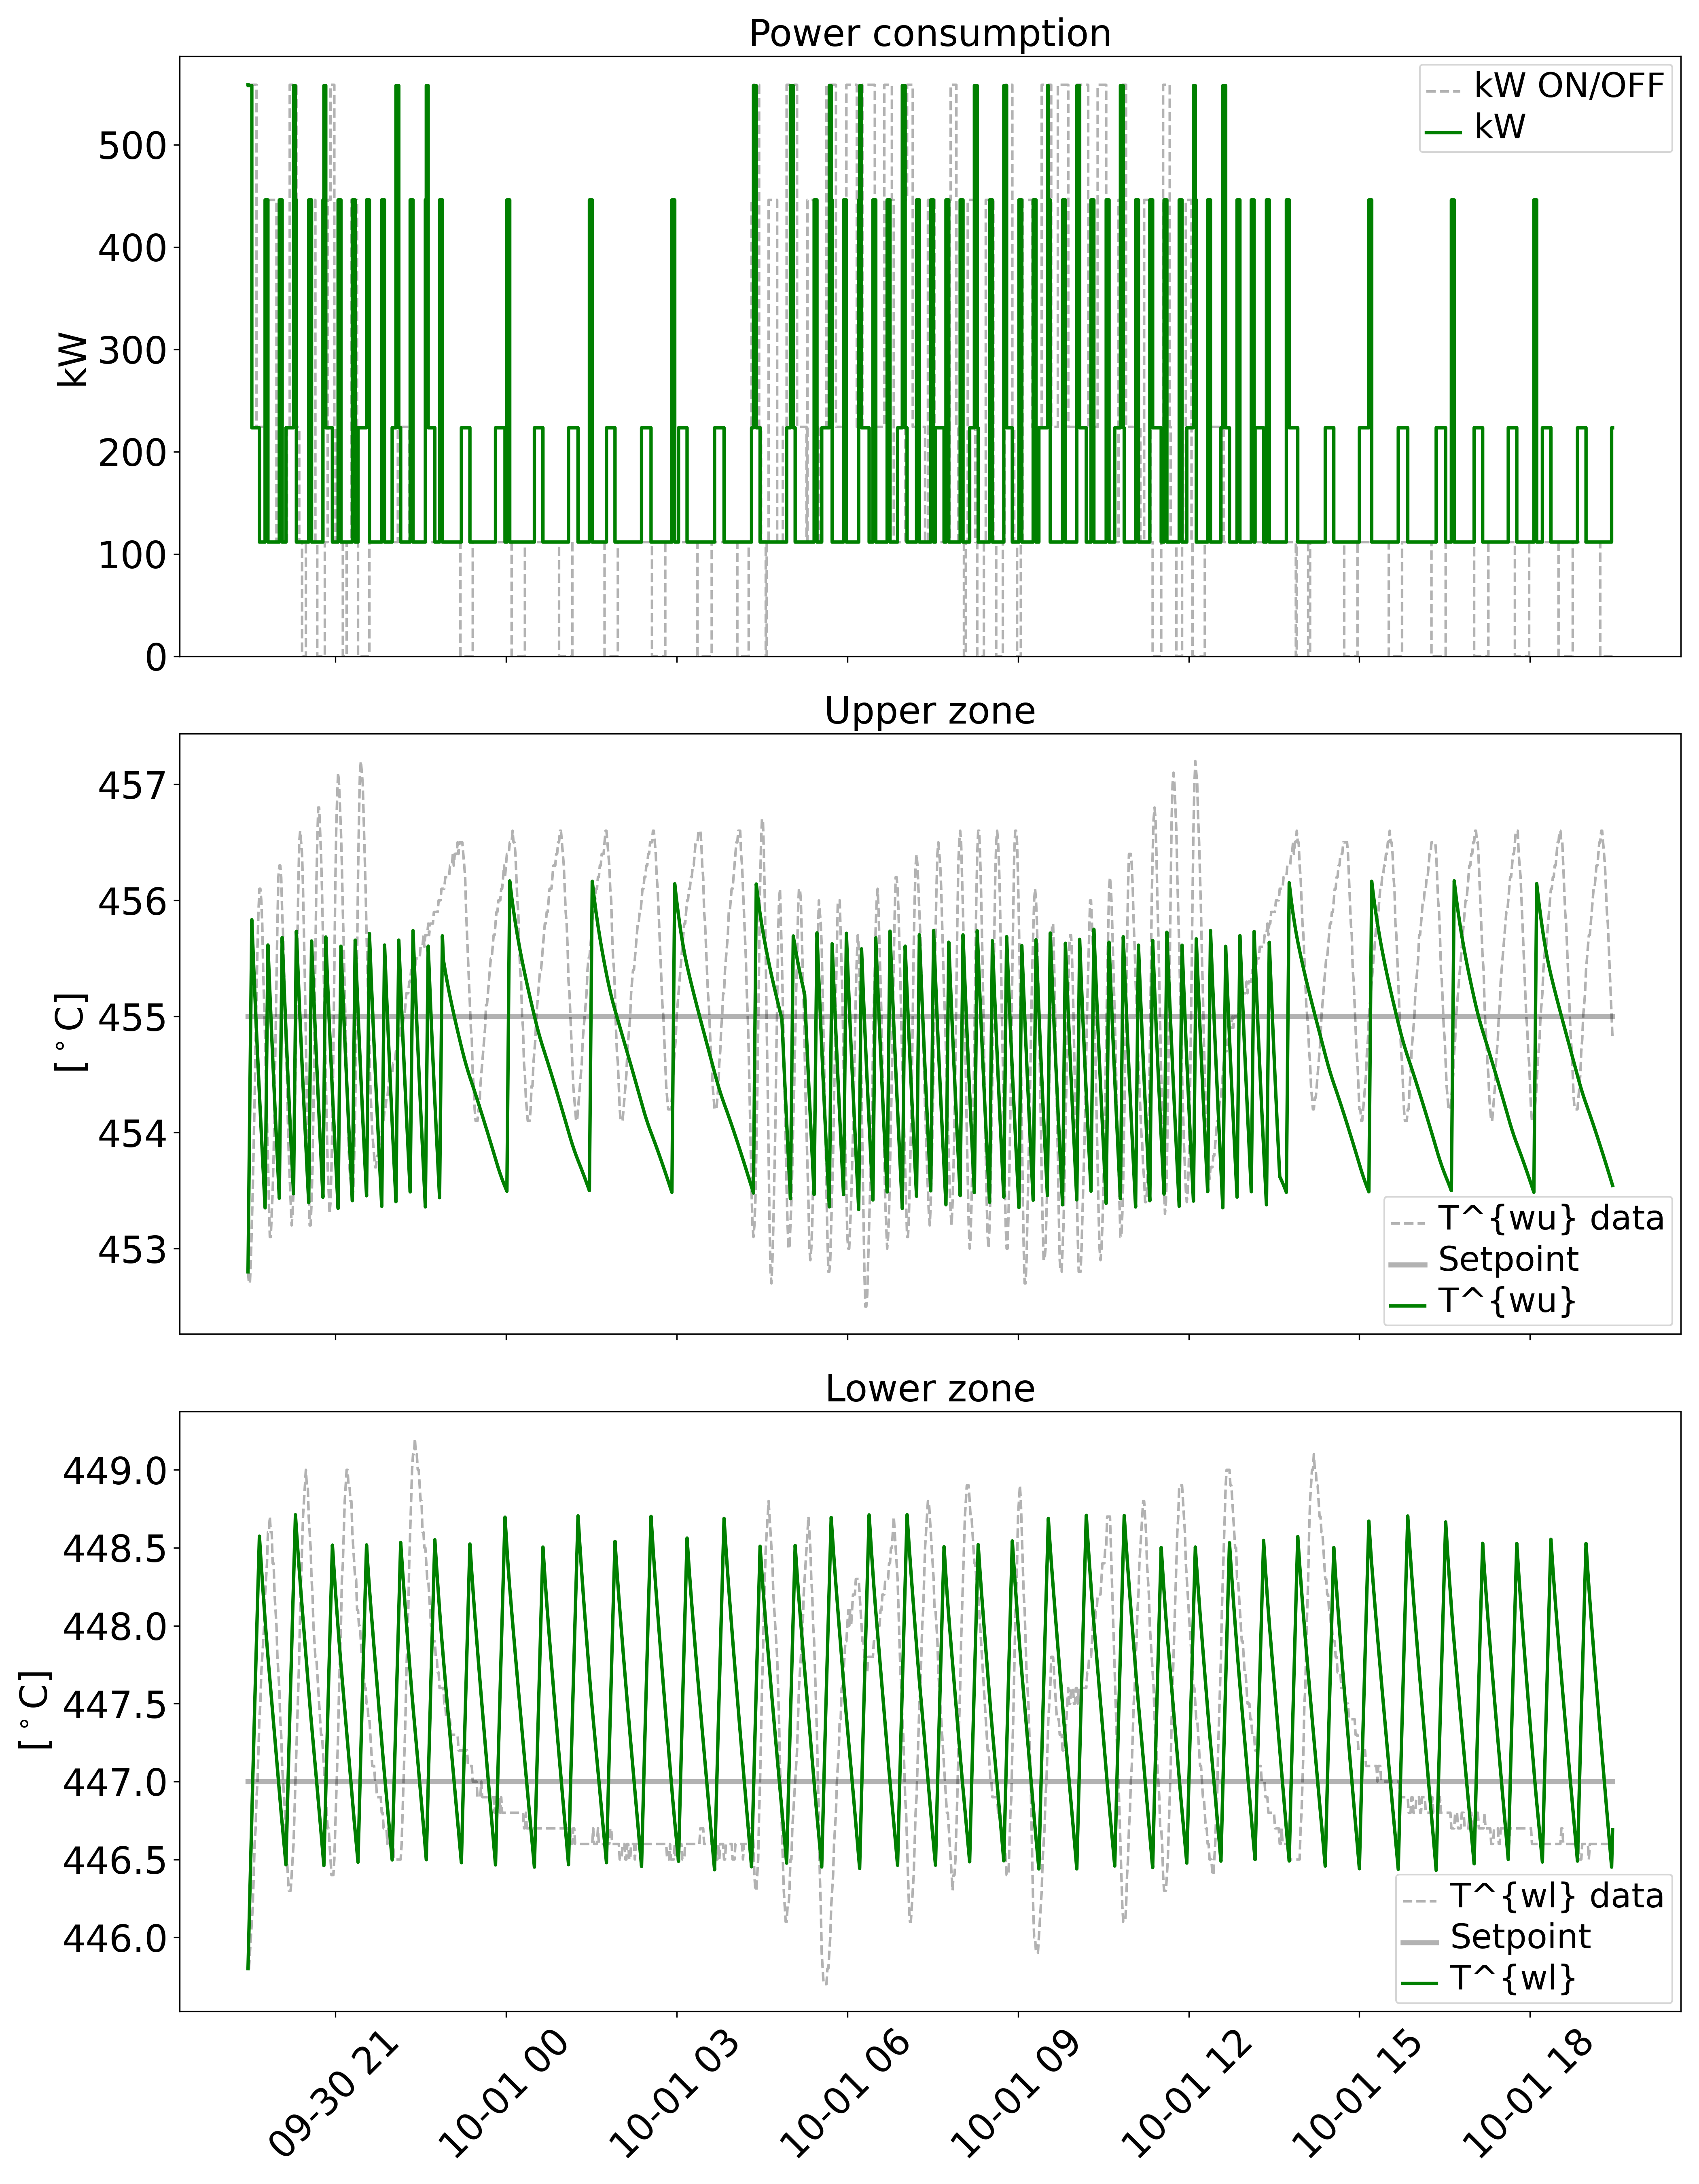 Power consumption
kW ON/OFF
kW
500
400
300
200
100
0
kW
Upper zone
457
456
455
454
453
[°C]
T^{wu} data
Setpoint
T^{wu}
Lower zone
449.0
448.5
448.0
447.5
447.0
446.5
446.0
[°C]
T^{wl} data
Setpoint
T^{wl}
09-30 21
10-01 00
10-01 03
10-01 06
10-01 09
10-01 12
10-01 15
10-01 18